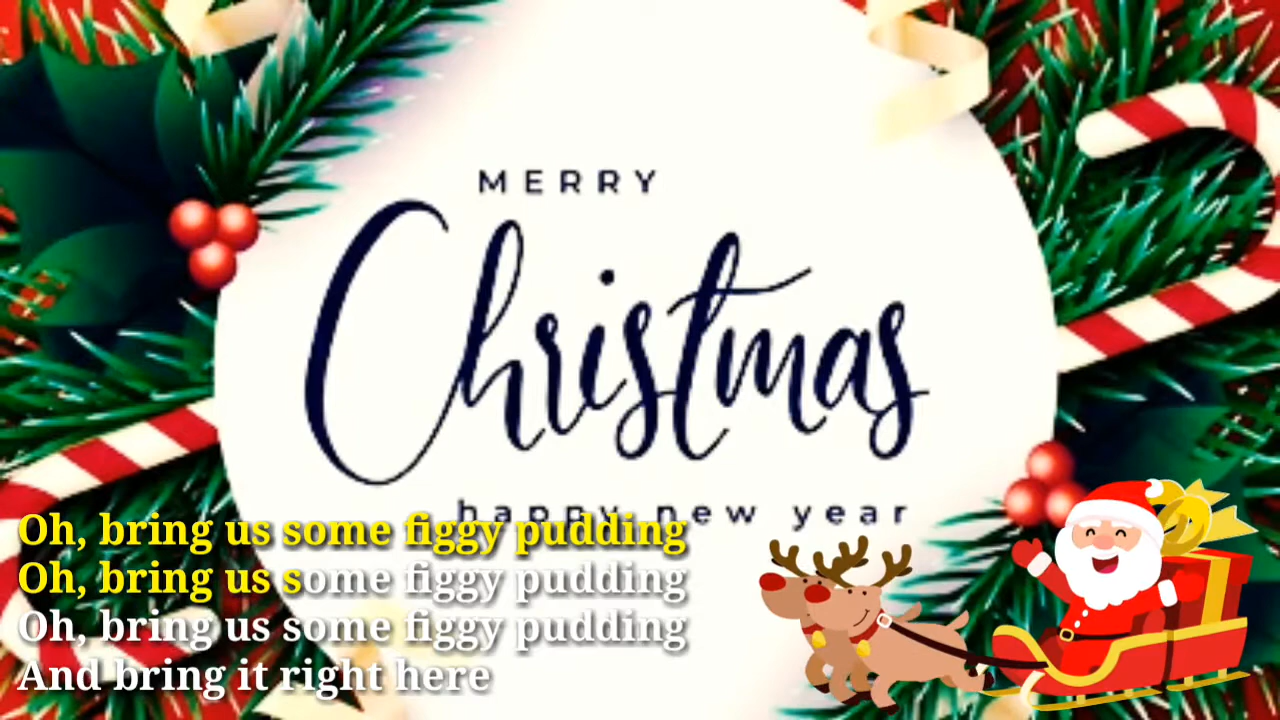 MERRY
Christmas
happy new year
Oh, bring us some figgy pudding
Oh, bring us some figgy pudding
Oh, bring us some figgy pudding
And bring it right here